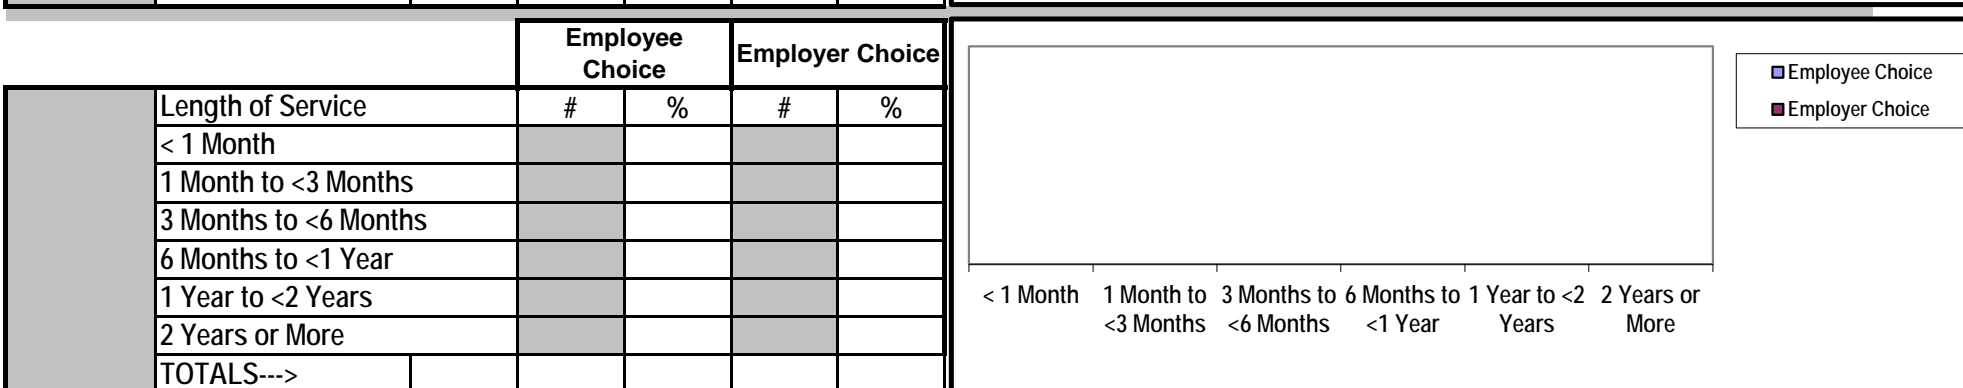 Employee
Choice
Employer Choice
Length of Service # % # %
< 1 Month
1 Month to <3 Months
3 Months to <6 Months
6 Months to <1 Year
1 Year to <2 Years
2 Years or More
TOTALS--->
< 1 Month 1 Month to 3 Months to 6 Months to 1 Year to <2 2 Years or
<3 Months <6 Months <1 Year Years More
Employee Choice
Employer Choice